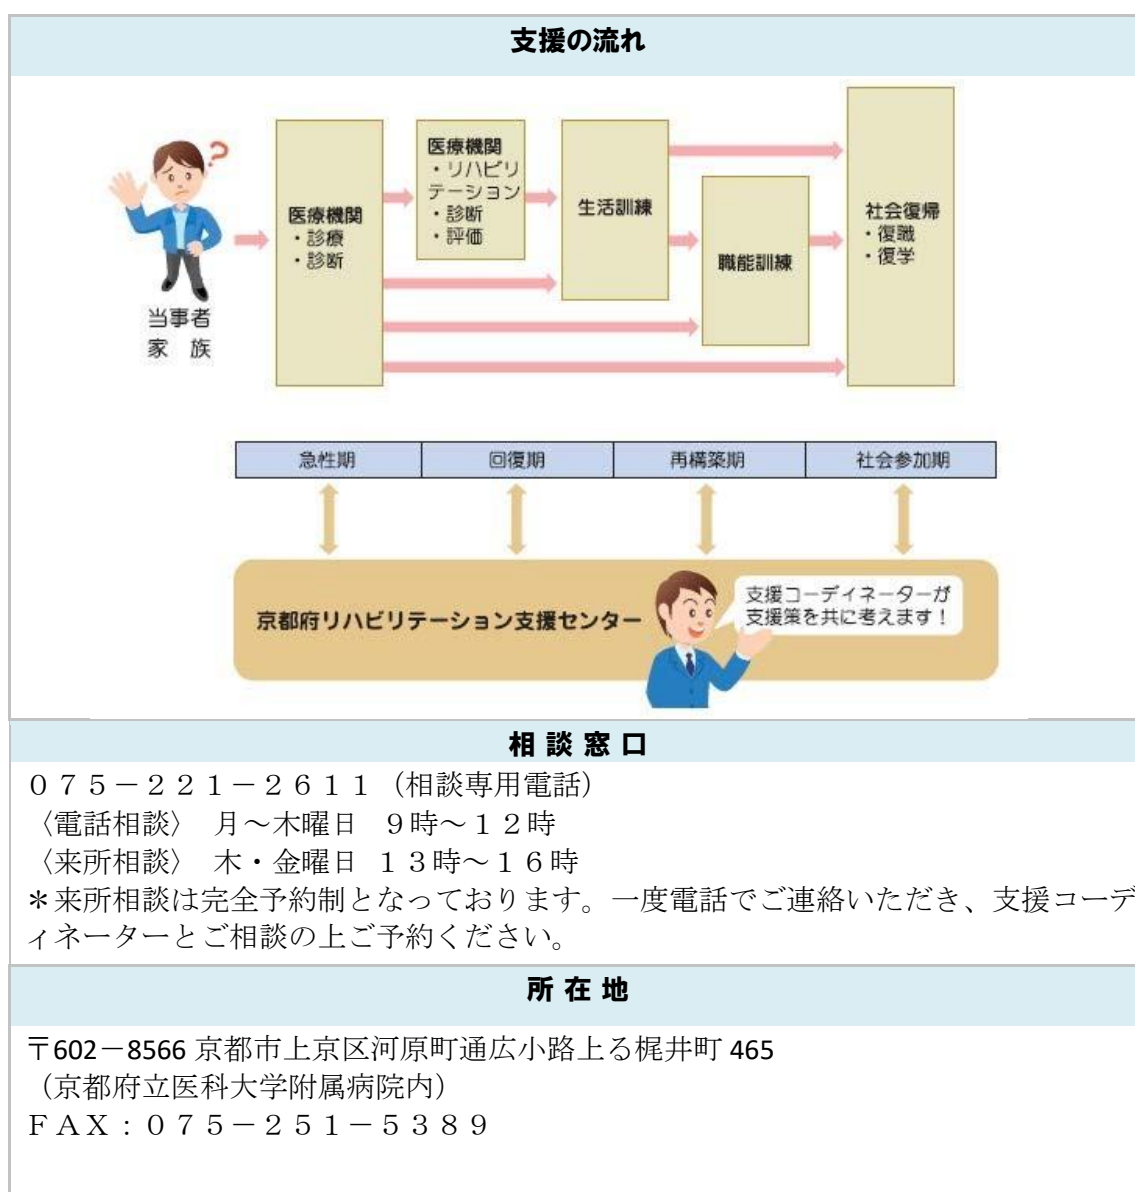 支援の流れ
?
当事者
家　族
医療機関
・診療
・診断
医療機関
・リハビリ
テーション
・診断
・評価
生活訓練
職能訓練
社会復帰
・復職
・復学
急性期
回復期
再構築期
社会参加期
京都府リハビリテーション支援センター
支援コーディネーターが
支援策を共に考えます！
相 談 窓 口
０７５－２２１－２６１１（相談専用電話）
〈電話相談〉　月～木曜日　９時～１２時
〈来所相談〉　木・金曜日　１３時～１６時
＊来所相談は完全予約制となっております。一度電話でご連絡いただき、支援コーデ
ィネーターとご相談の上ご予約ください。
所 在 地
〒602－8566 京都市上京区河原町通広小路上る梶井町 465
（京都府立医科大学附属病院内）
ＦＡＸ：０７５－２５１－５３８９